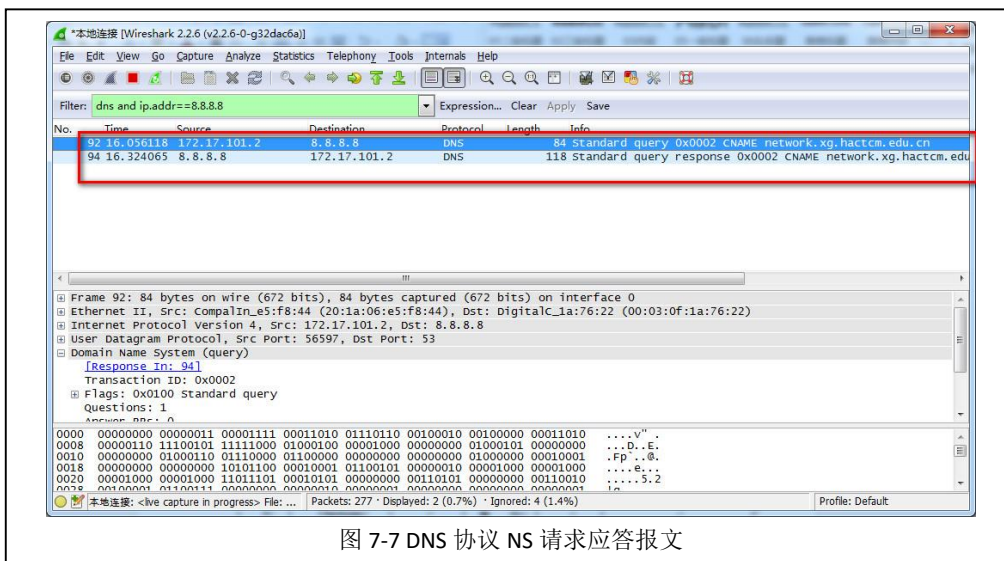 *本地连接 [Wireshark 2.2.6 (v2.2.6-0-g32dac6a)]
File Edit View Go Capture Analyze Statistics Telephony Tools Internals Help
Filter: dns and ip.addr==8.8.8.8 Expression... Clear Apply Save
No. Time Source Destination Protocol Length Info
92 16.056118 172.17.101.2 8.8.8.8 DNS 84 Standard query 0x0002 CNAME network.xg.hactcm.edu.cn
94 16.324065 8.8.8.8 172.17.101.2 DNS 118 Standard query response 0x0002 CNAME network.xg.hactcm.edu
Frame 92: 84 bytes on wire (672 bits), 84 bytes captured (672 bits) on interface 0
Ethernet II, Src: CompalIn_e5:f8:44 (20:1a:06:e5:f8:44), Dst: DigitalC_1a:76:22 (00:03:0f:1a:76:22)
Internet Protocol Version 4, Src: 172.17.101.2, Dst: 8.8.8.8
User Datagram Protocol, Src Port: 56597, Dst Port: 53
Domain Name System (query)
[Response In: 94]
Transaction ID: 0x0002
Flags: 0x0100 Standard query
Questions: 1
Answer RRs: 0
0000 00000000 00000011 00001111 00011010 01110110 00100010 00100000 00011010 ....v" .
0008 00000110 11100101 11111000 01000100 00001000 00000000 01000101 00000000 ...D..E.
0010 00000000 01000110 01110000 01100000 00000000 00000000 01000000 00010001 .Fp`..@.
0018 00000000 00000000 10101100 00010001 01100101 00000010 00001000 00001000 ....e...
0020 00001000 00001000 11011101 00010101 00000000 00110101 00000000 00110010 .....5.2
本地连接: <live capture in progress> File: ... Packets: 277 · Displayed: 2 (0.7%) · Ignored: 4 (1.4%) Profile: Default
图 7-7 DNS 协议 NS 请求应答报文